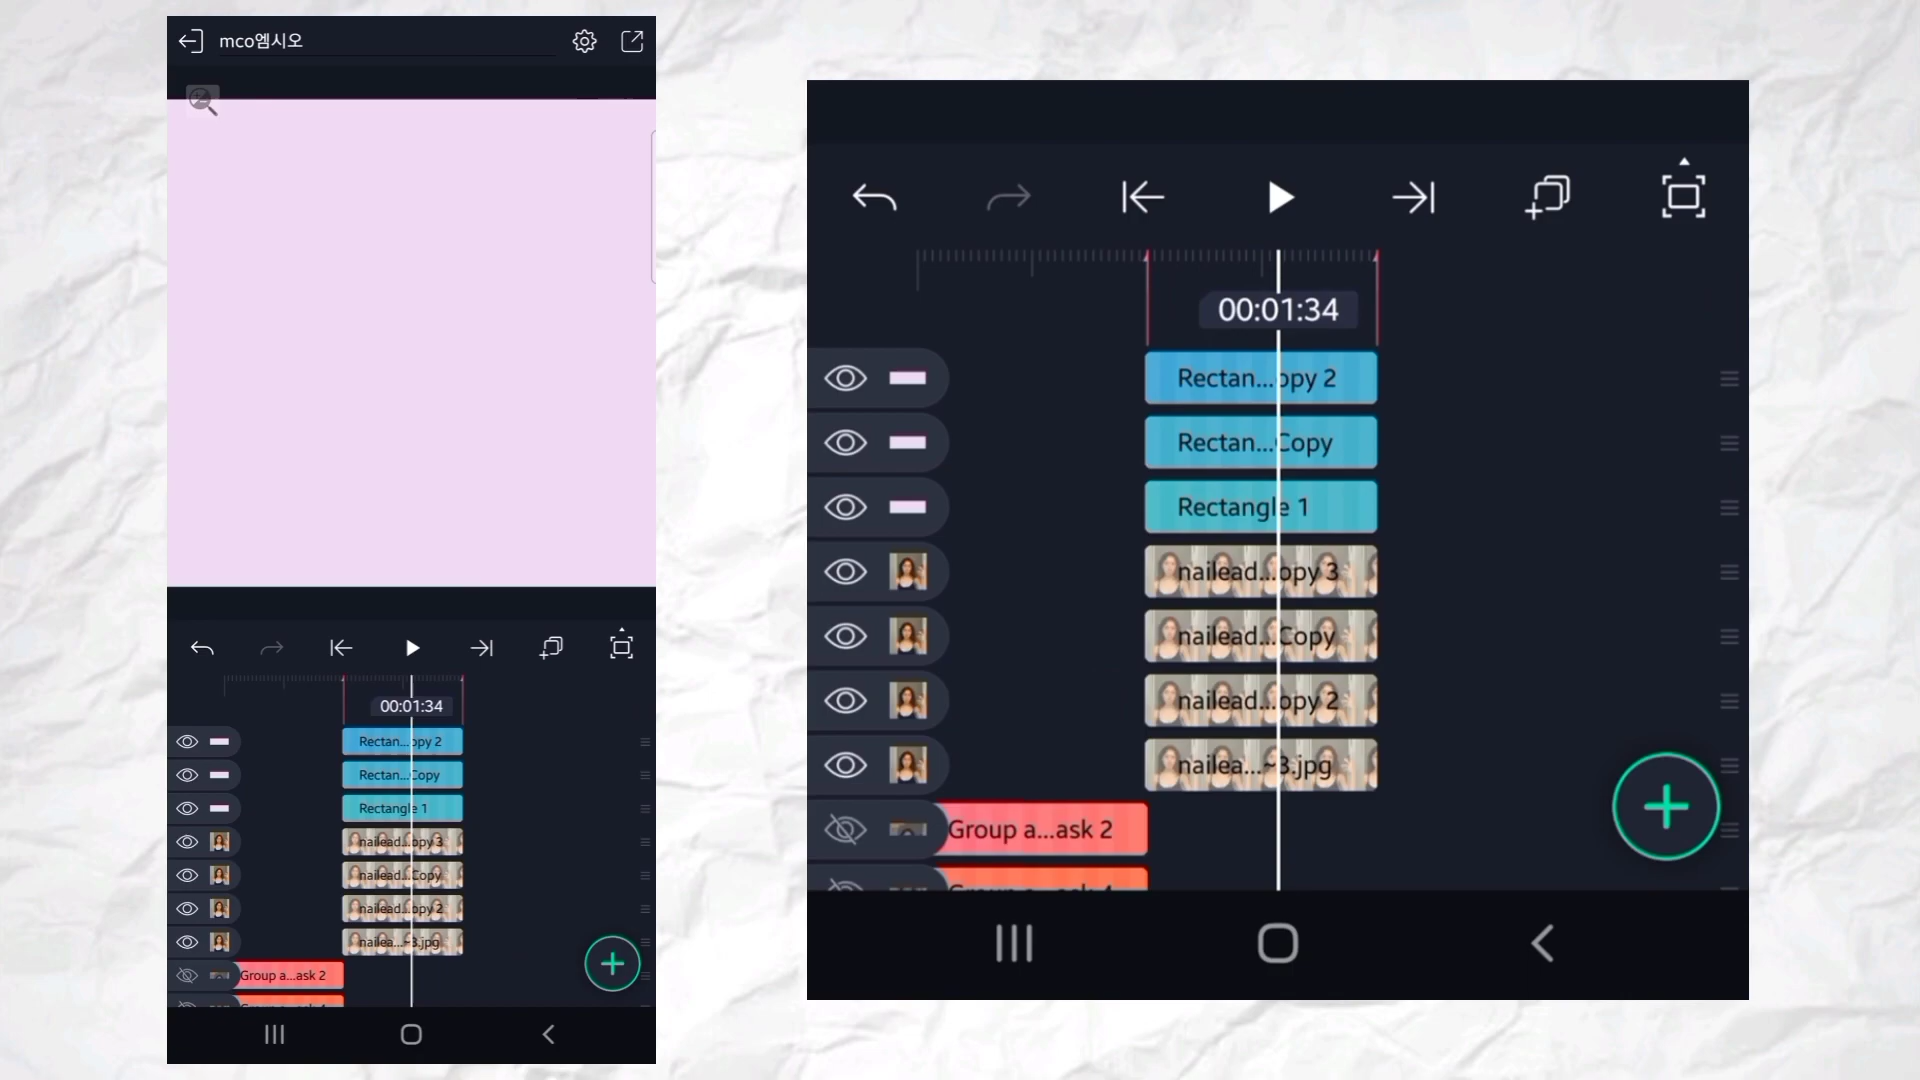 mco엠시오
00:01:34
Rectan...opy 2
Rectan...Copy
Rectangle 1
nailead...opy 3
nailead...Copy
nailead...opy 2
nailea...~3.jpg
Group a...ask 2
00:01:34
Rectan...opy 2
Rectan...Copy
Rectangle 1
nailead...opy 3
nailead...Copy
nailead...opy 2
nailea...~3.jpg
Group a...ask 2